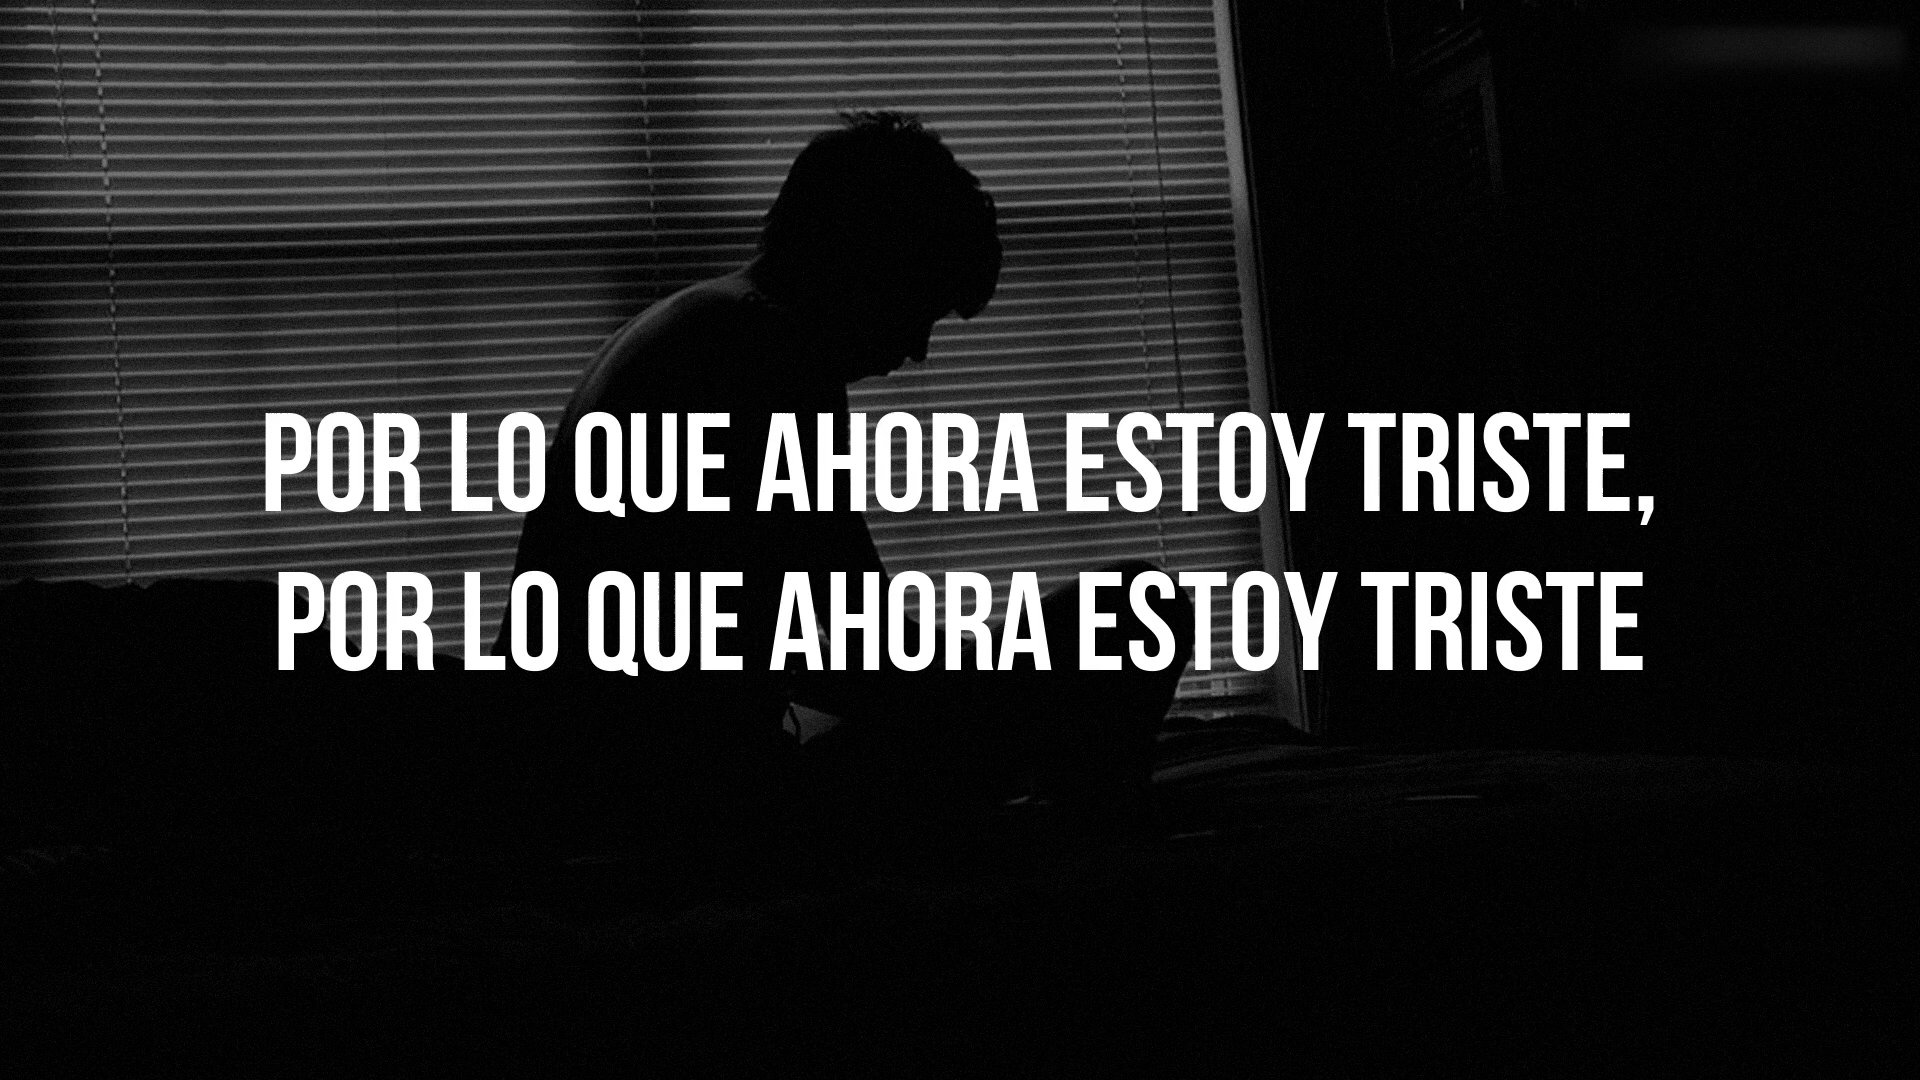 POR LO QUE AHORA ESTOY TRISTE,
POR LO QUE AHORA ESTOY TRISTE